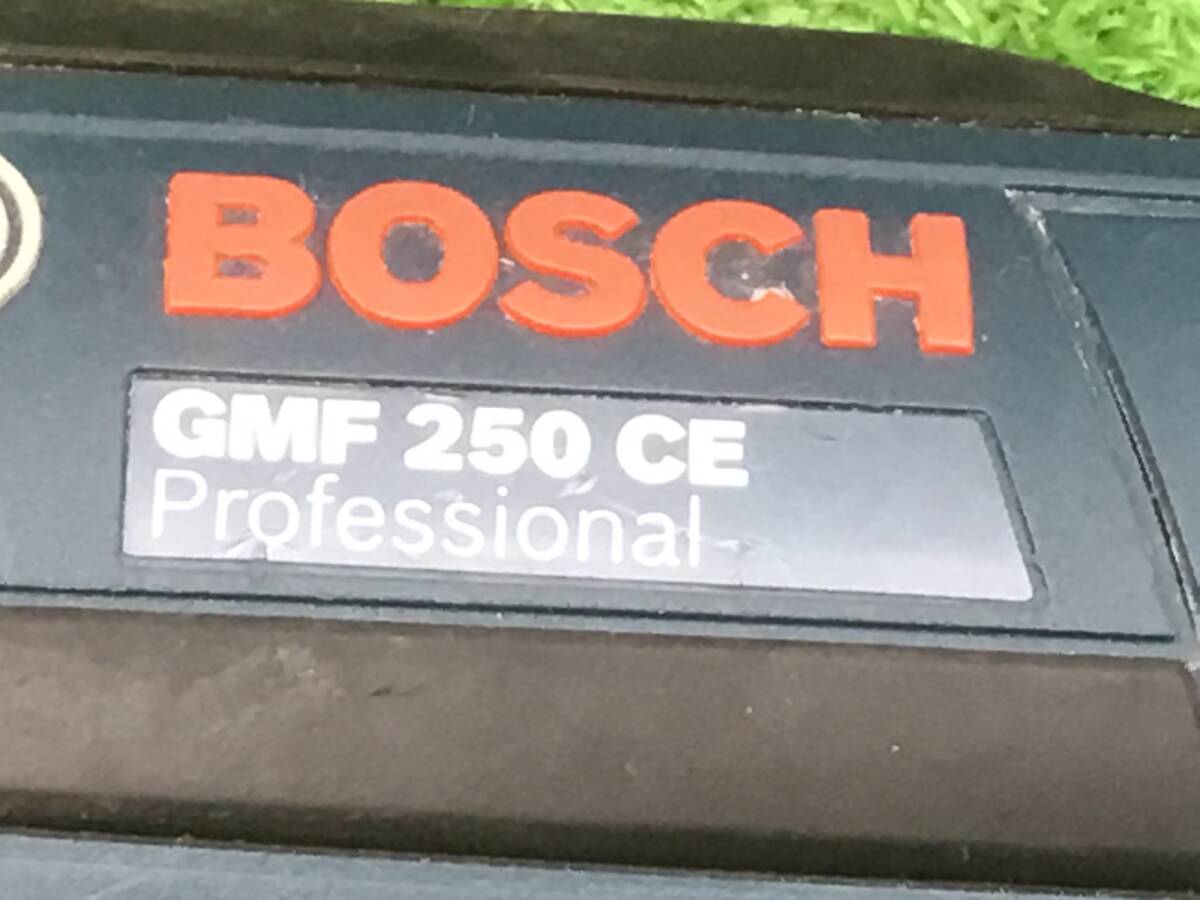 BOSCH
GMF 250 CE
Professional